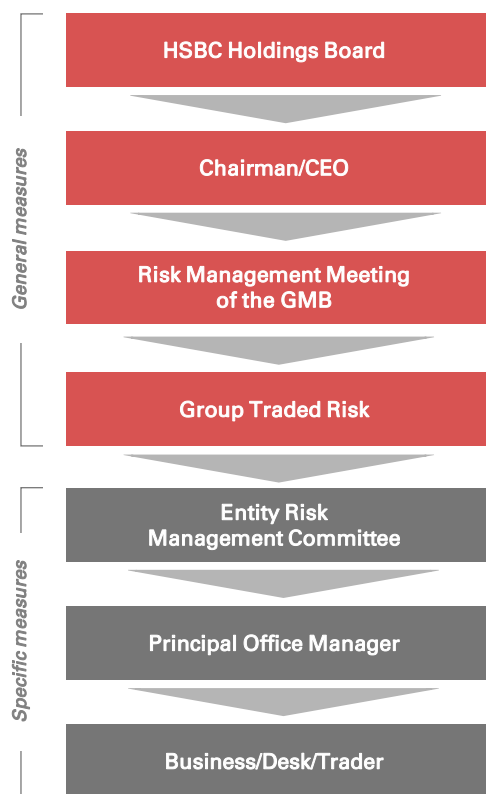 HSBC Holdings Board
Chairman/CEO
General measures
Risk Management Meeting
of the GMB
Group Traded Risk
Entity Risk
Management Committee
Specific measures
Principal Office Manager
Business/Desk/Trader